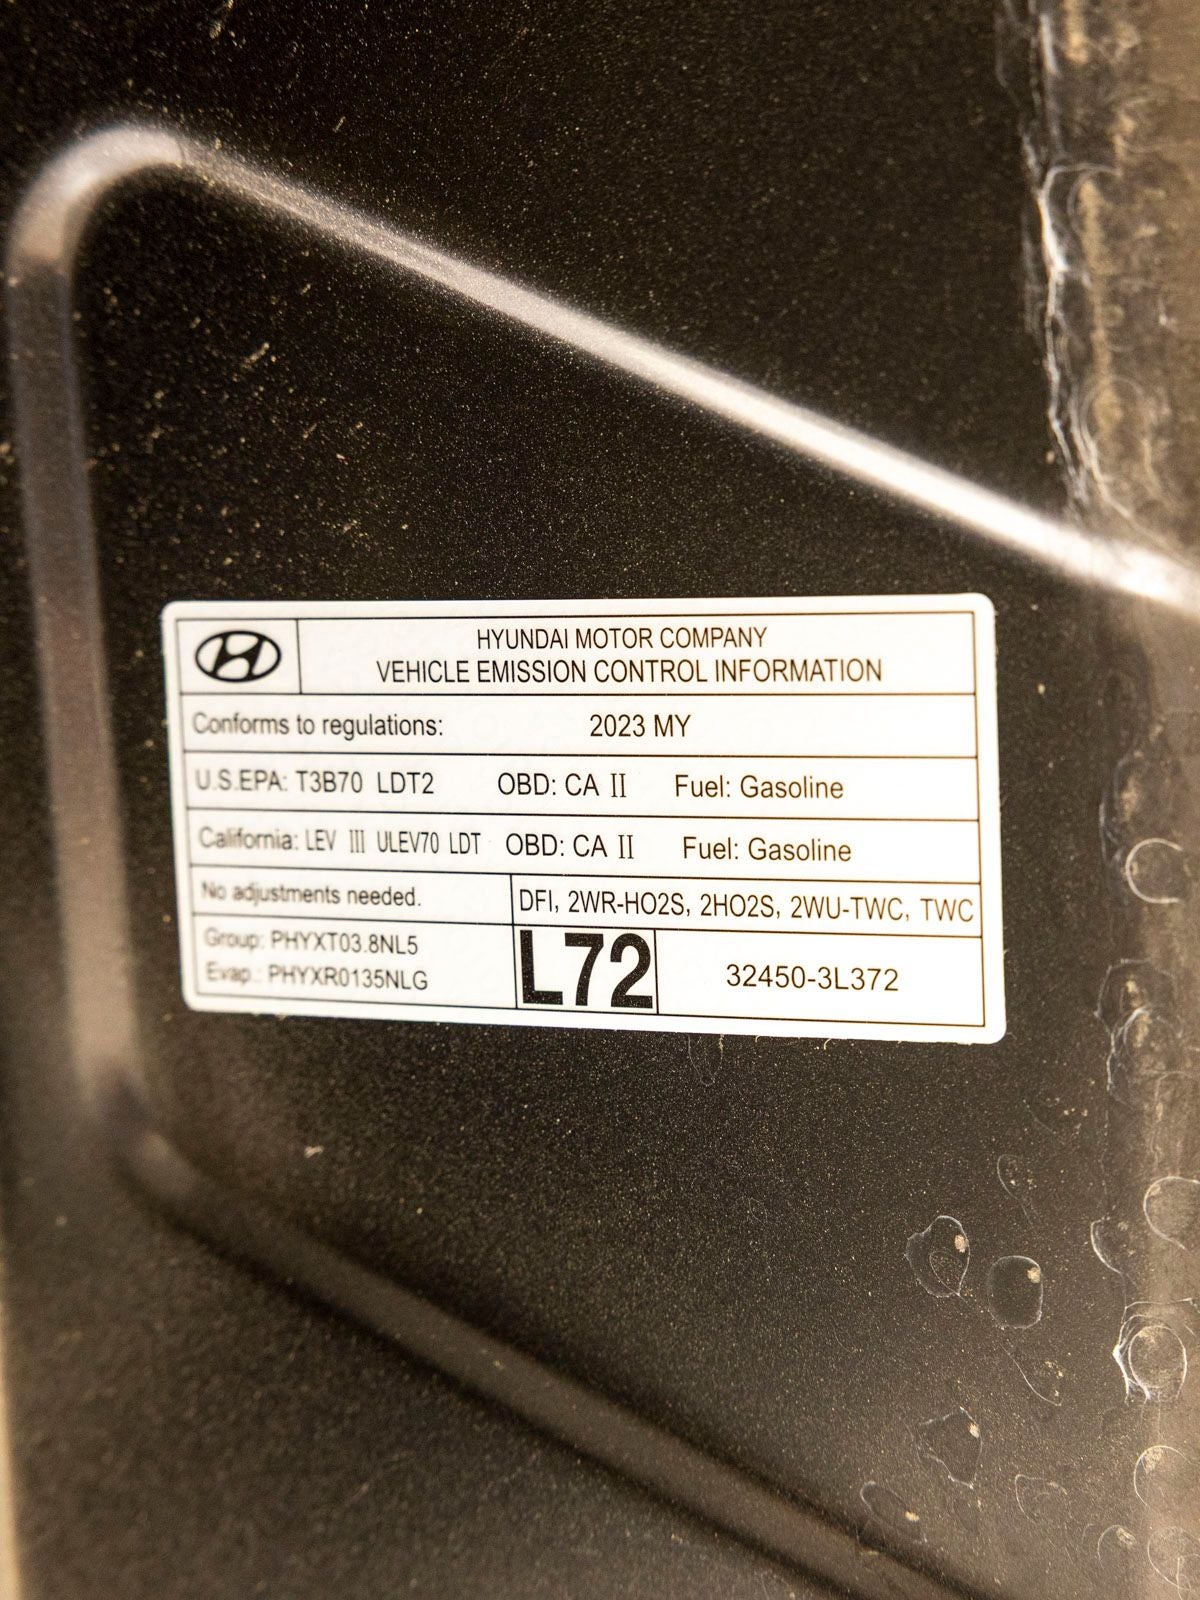 HYUNDAI MOTOR COMPANY
VEHICLE EMISSION CONTROL INFORMATION
Conforms to regulations: 2023 MY
U.S.EPA: T3B70 LDT2 OBD: CA II Fuel: Gasoline
California: LEV III ULEV70 LDT OBD: CA II Fuel: Gasoline
No adjustments needed. DFI, 2WR-HO2S, 2HO2S, 2WU-TWC, TWC
Group: PHYXT03.8NL5
Evap.: PHYXR0135NLG
L72
32450-3L372